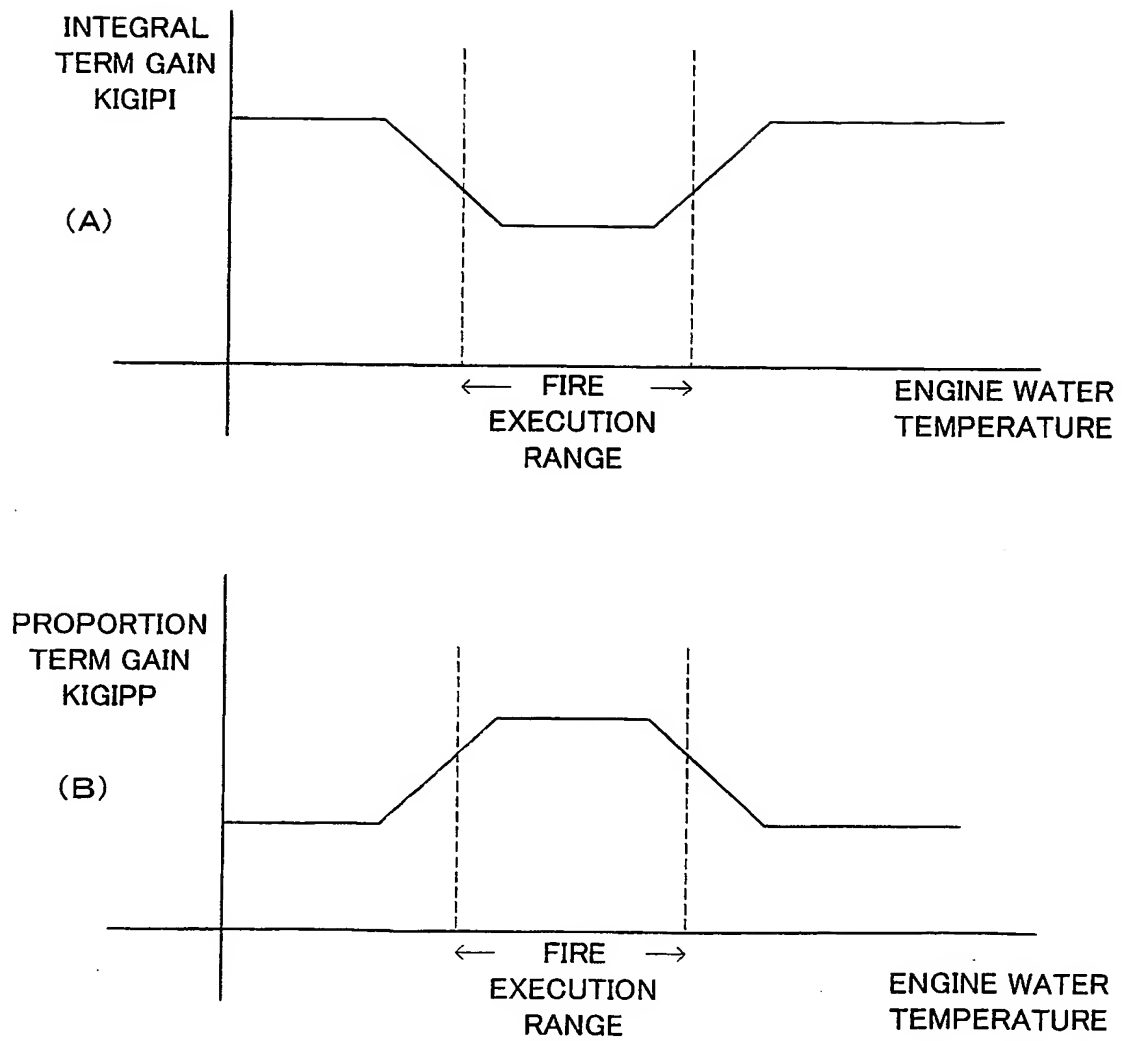 INTEGRAL
TERM GAIN
KIGIPI
(A)
← FIRE →
EXECUTION
RANGE
ENGINE WATER
TEMPERATURE
PROPORTION
TERM GAIN
KIGIPP
(B)
← FIRE →
EXECUTION
RANGE
ENGINE WATER
TEMPERATURE